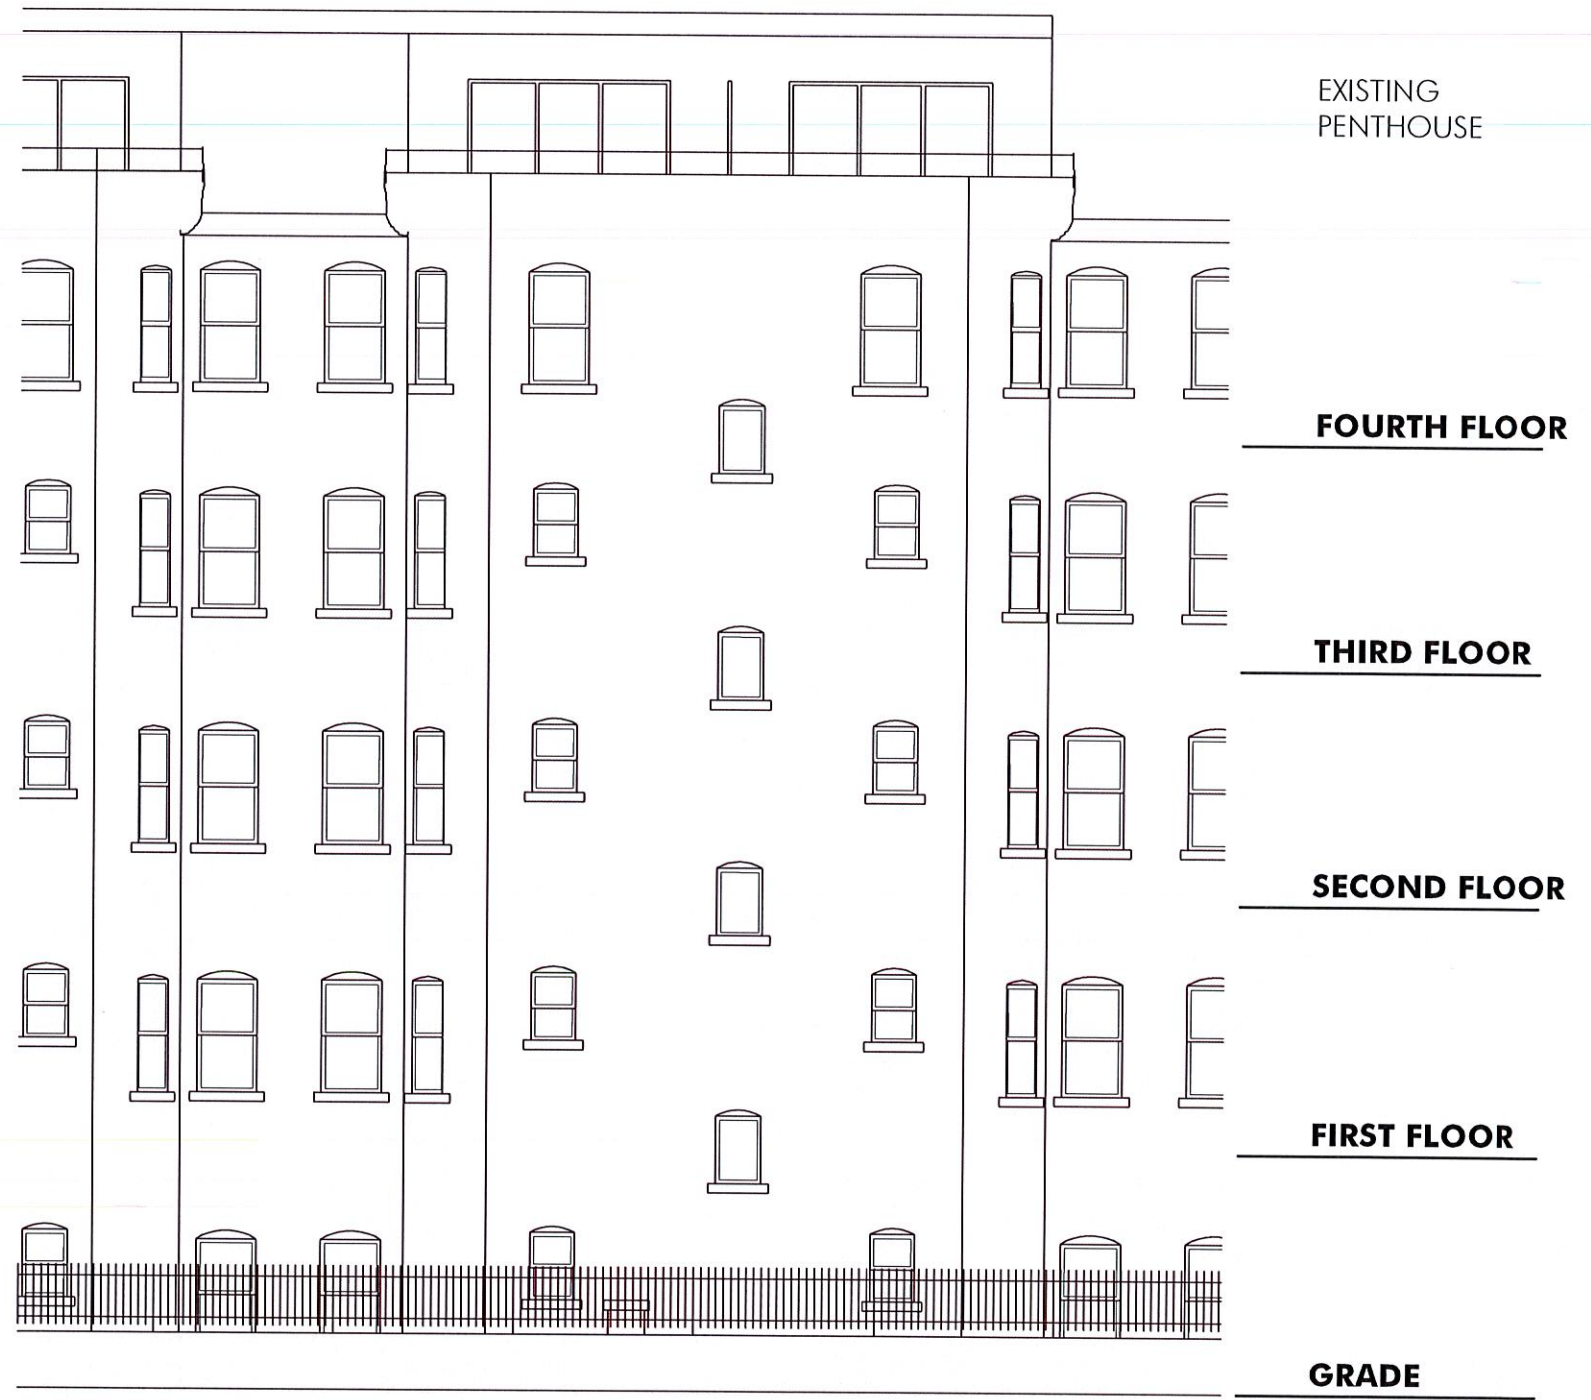 EXISTING
PENTHOUSE
FOURTH FLOOR
THIRD FLOOR
SECOND FLOOR
FIRST FLOOR
GRADE